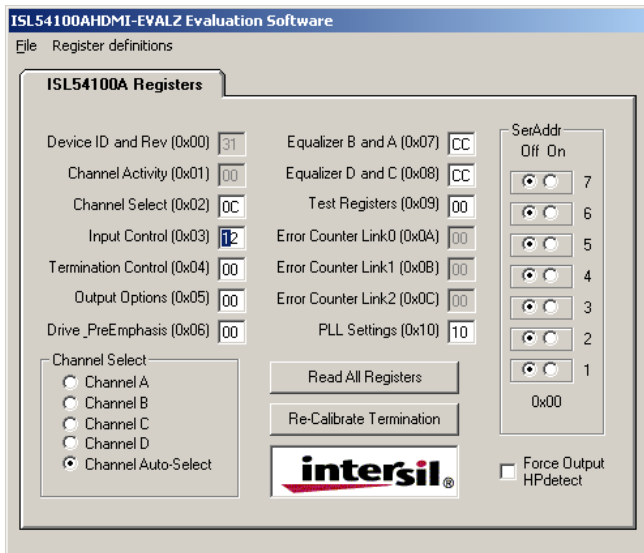 ISL54100AHDMI-EVALZ Evaluation Software
File Register definitions
ISL54100A Registers
Device ID and Rev (0x00) 31
Channel Activity (0x01) 00
Channel Select (0x02) 0C
Input Control (0x03) 12
Termination Control (0x04) 00
Output Options (0x05) 00
Drive_PreEmphasis (0x06) 00
Equalizer B and A (0x07) CC
Equalizer D and C (0x08) CC
Test Registers (0x09) 00
Error Counter Link0 (0x0A) 00
Error Counter Link1 (0x0B) 00
Error Counter Link2 (0x0C) 00
PLL Settings (0x10) 10
SerAddr
Off On
7
6
5
4
3
2
1
0x00
Channel Select
Channel A
Channel B
Channel C
Channel D
Channel Auto-Select
Read All Registers
Re-Calibrate Termination
intersil®
Force Output
HPdetect